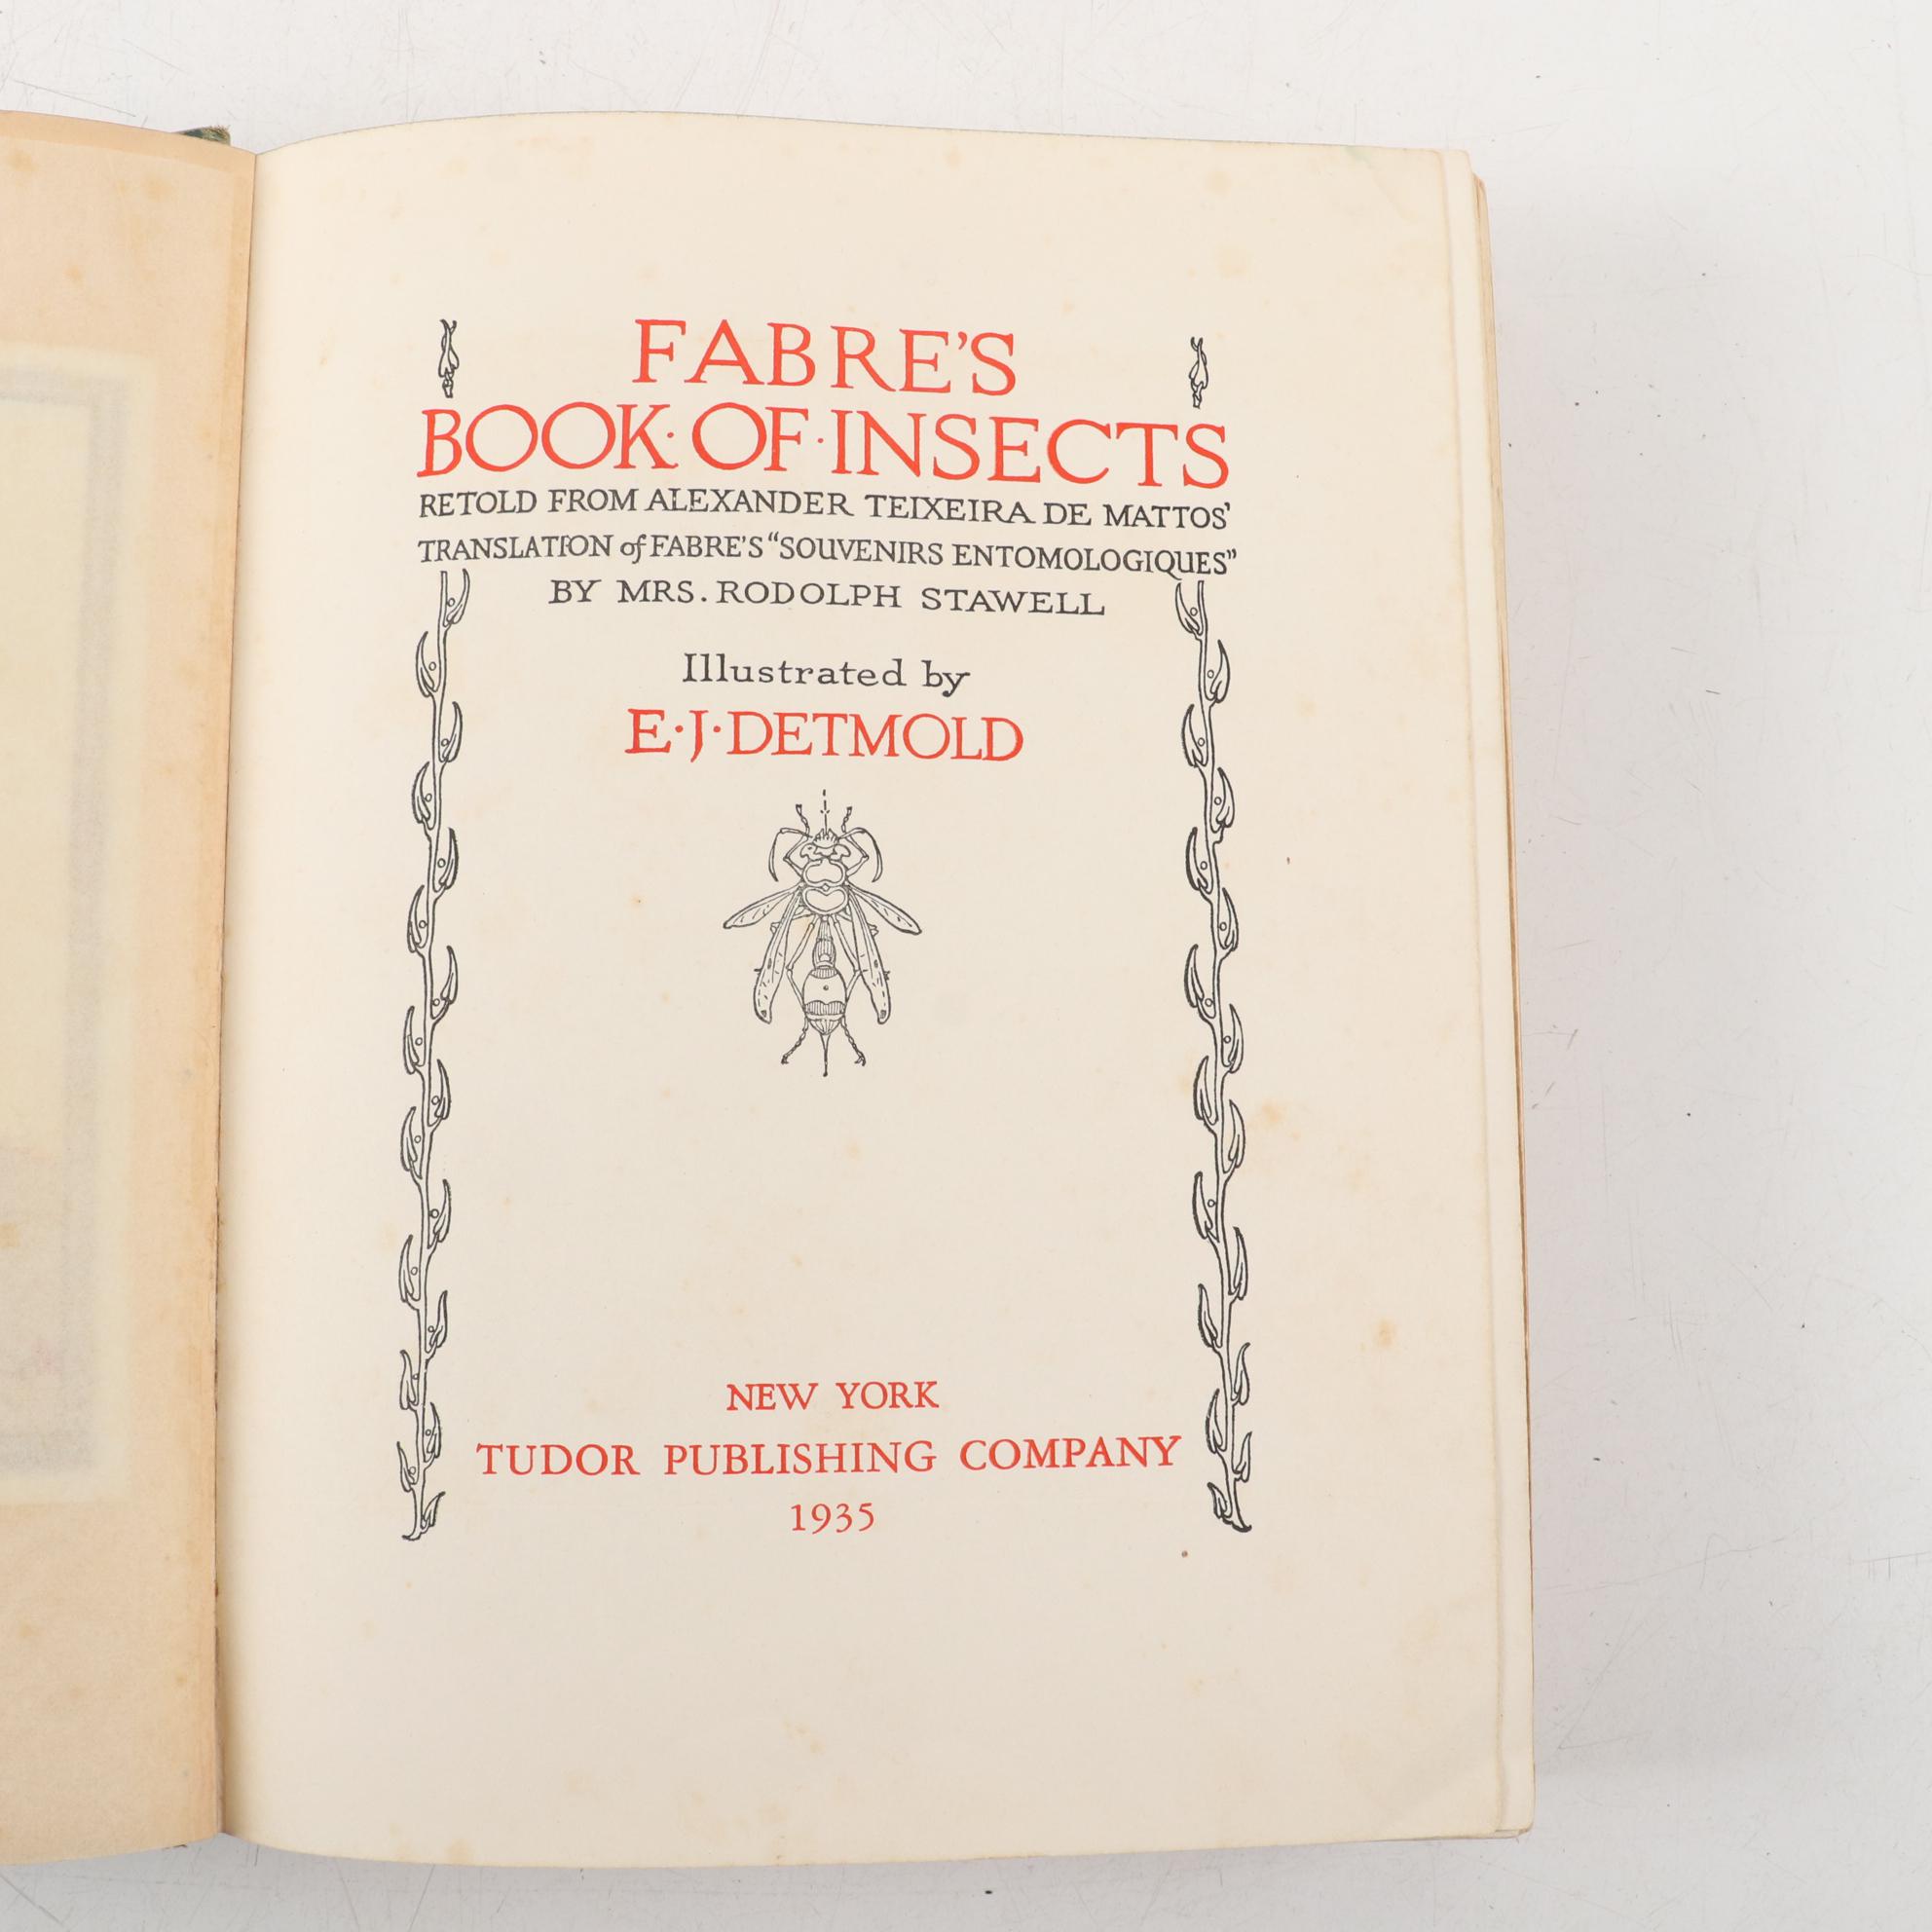 FABRE'S
BOOK·OF·INSECTS
RETOLD FROM ALEXANDER TEIXEIRA DE MATTOS'
TRANSLATION of FABRE'S "SOUVENIRS ENTOMOLOGIQUES"
BY MRS. RODOLPH STAWELL
Illustrated by
E·J·DETMOLD
NEW YORK
TUDOR PUBLISHING COMPANY
1935